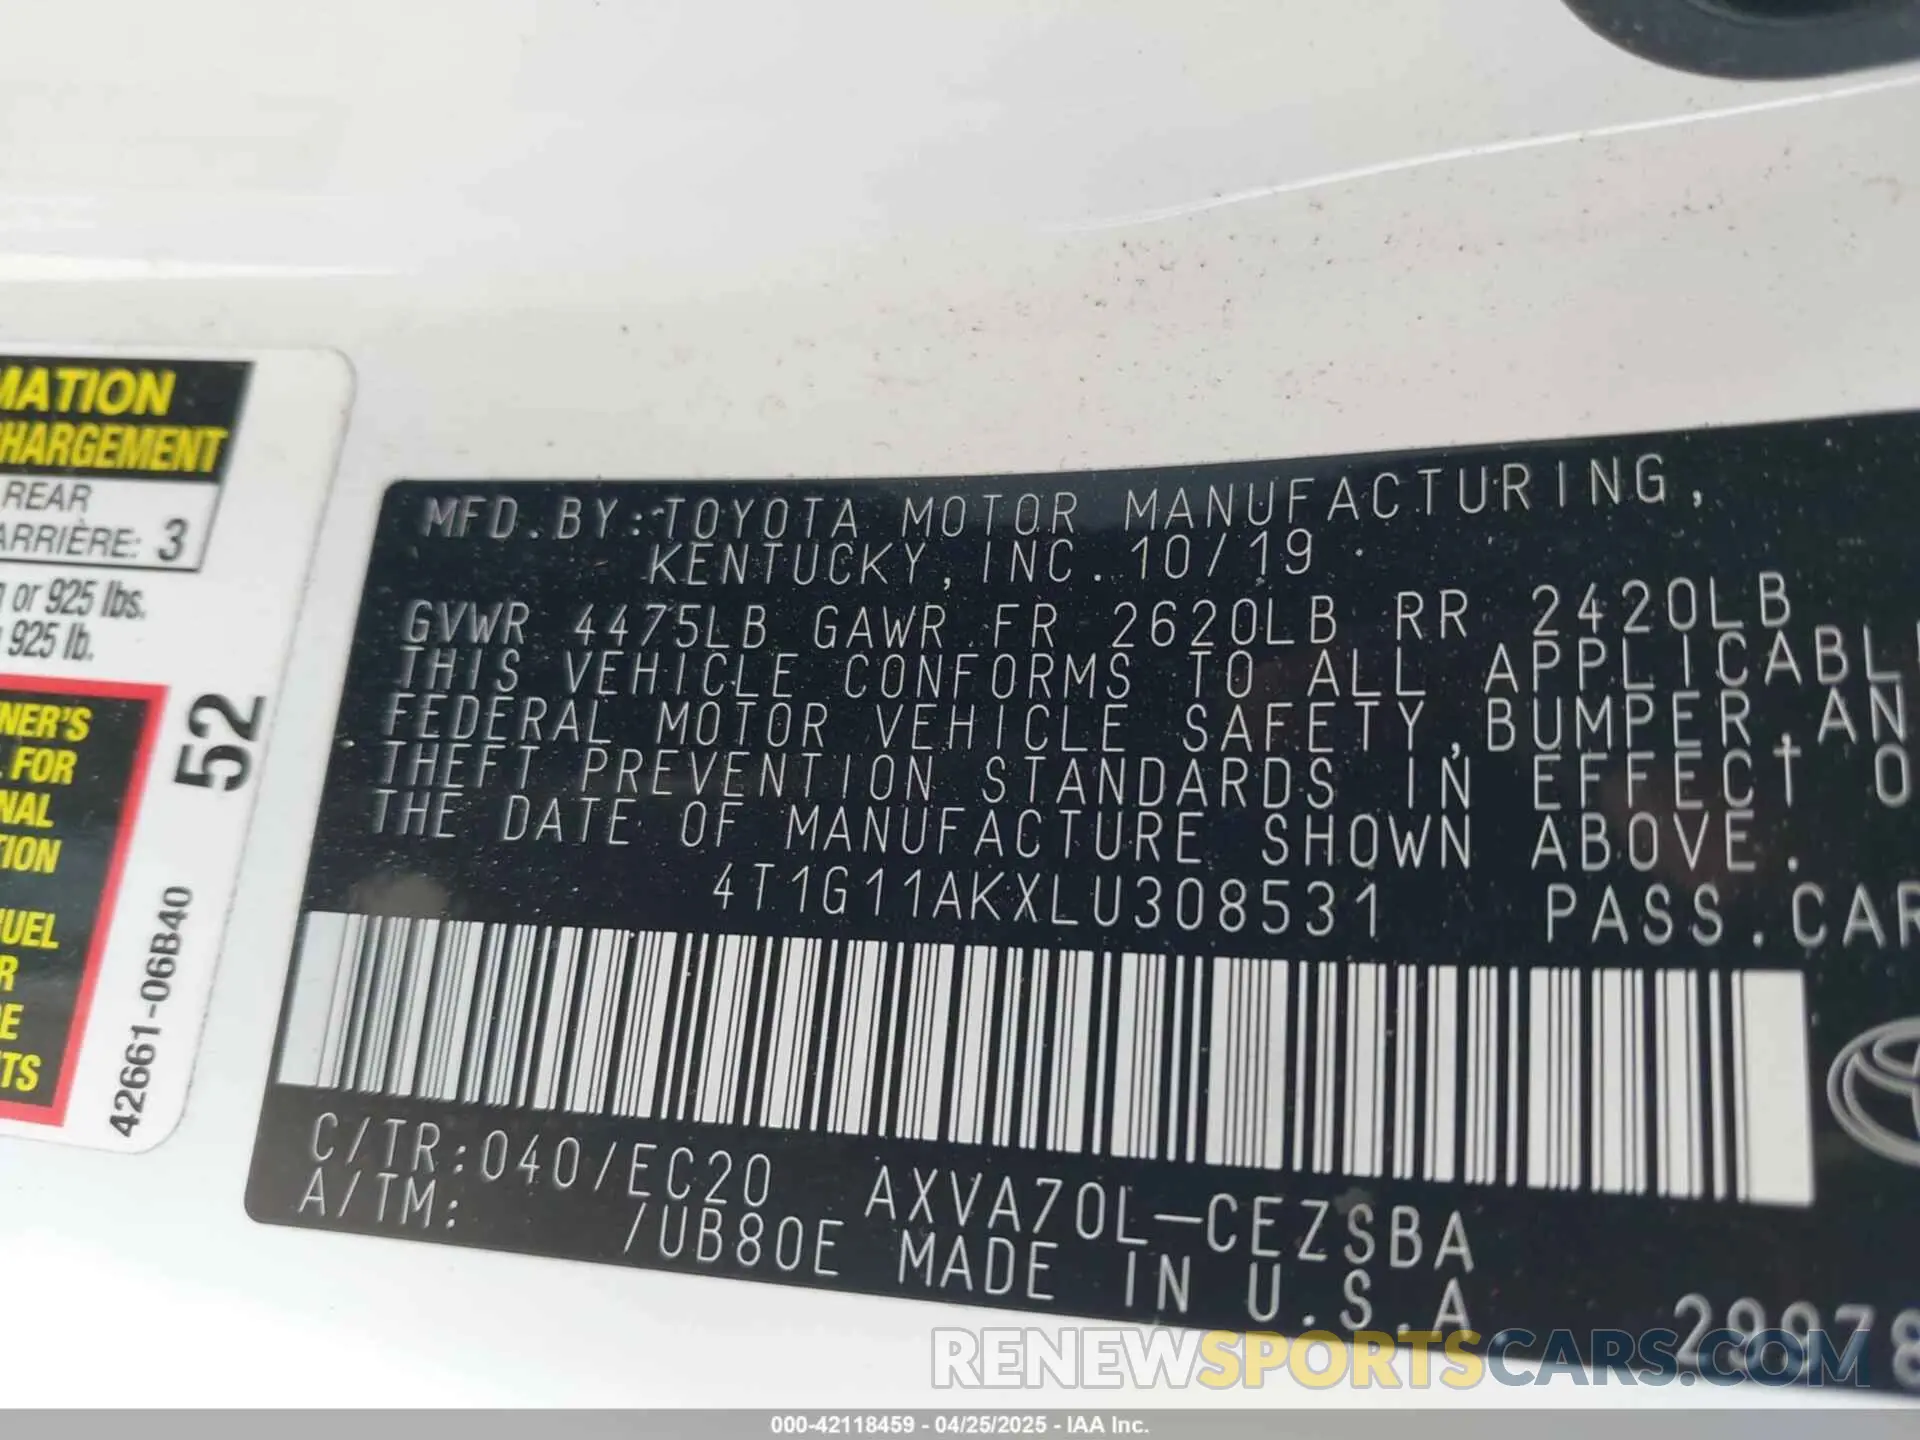 MATION
CHARGEMENT
REAR
ARRIÈRE: 3
or 925 lbs.
925 lb.
52
NER'S
FOR
NAL
ION
UEL
R
E
TS
42661-06B40
MFD.BY:TOYOTA MOTOR MANUFACTURING,
KENTUCKY, INC. 10/19
GVWR 4475LB GAWR FR 2620LB RR 2420LB
THIS VEHICLE CONFORMS TO ALL APPLICABL
FEDERAL MOTOR VEHICLE SAFETY,BUMPER,AN
THEFT PREVENTION STANDARDS IN EFFECT O
THE DATE OF MANUFACTURE SHOWN ABOVE.
4T1G11AKXLU308531 PASS.CAR
C/TR:040/EC20 AXVA70L-CEZSBA
A/TM: /UB80E MADE IN U.S.A.
29978
RENEWSPORTSCARS.COM
000-42118459 - 04/25/2025 - IAA Inc.